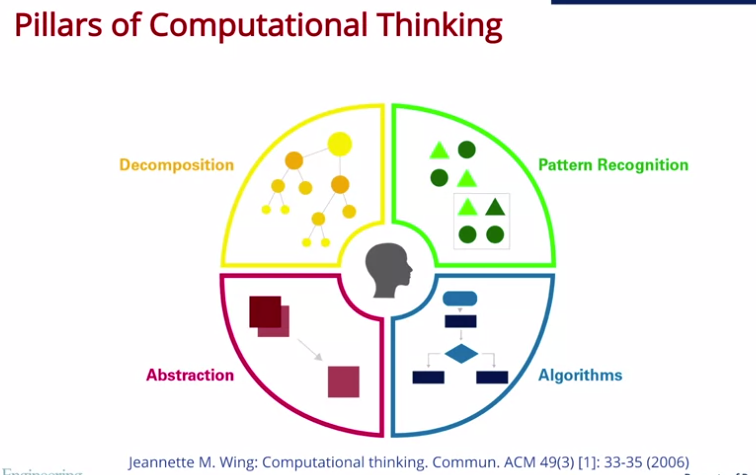 Pillars of Computational Thinking
Decomposition
Pattern Recognition
Abstraction
Algorithms
Jeannette M. Wing: Computational thinking. Commun. ACM 49(3) [1]: 33-35 (2006)
Engineering